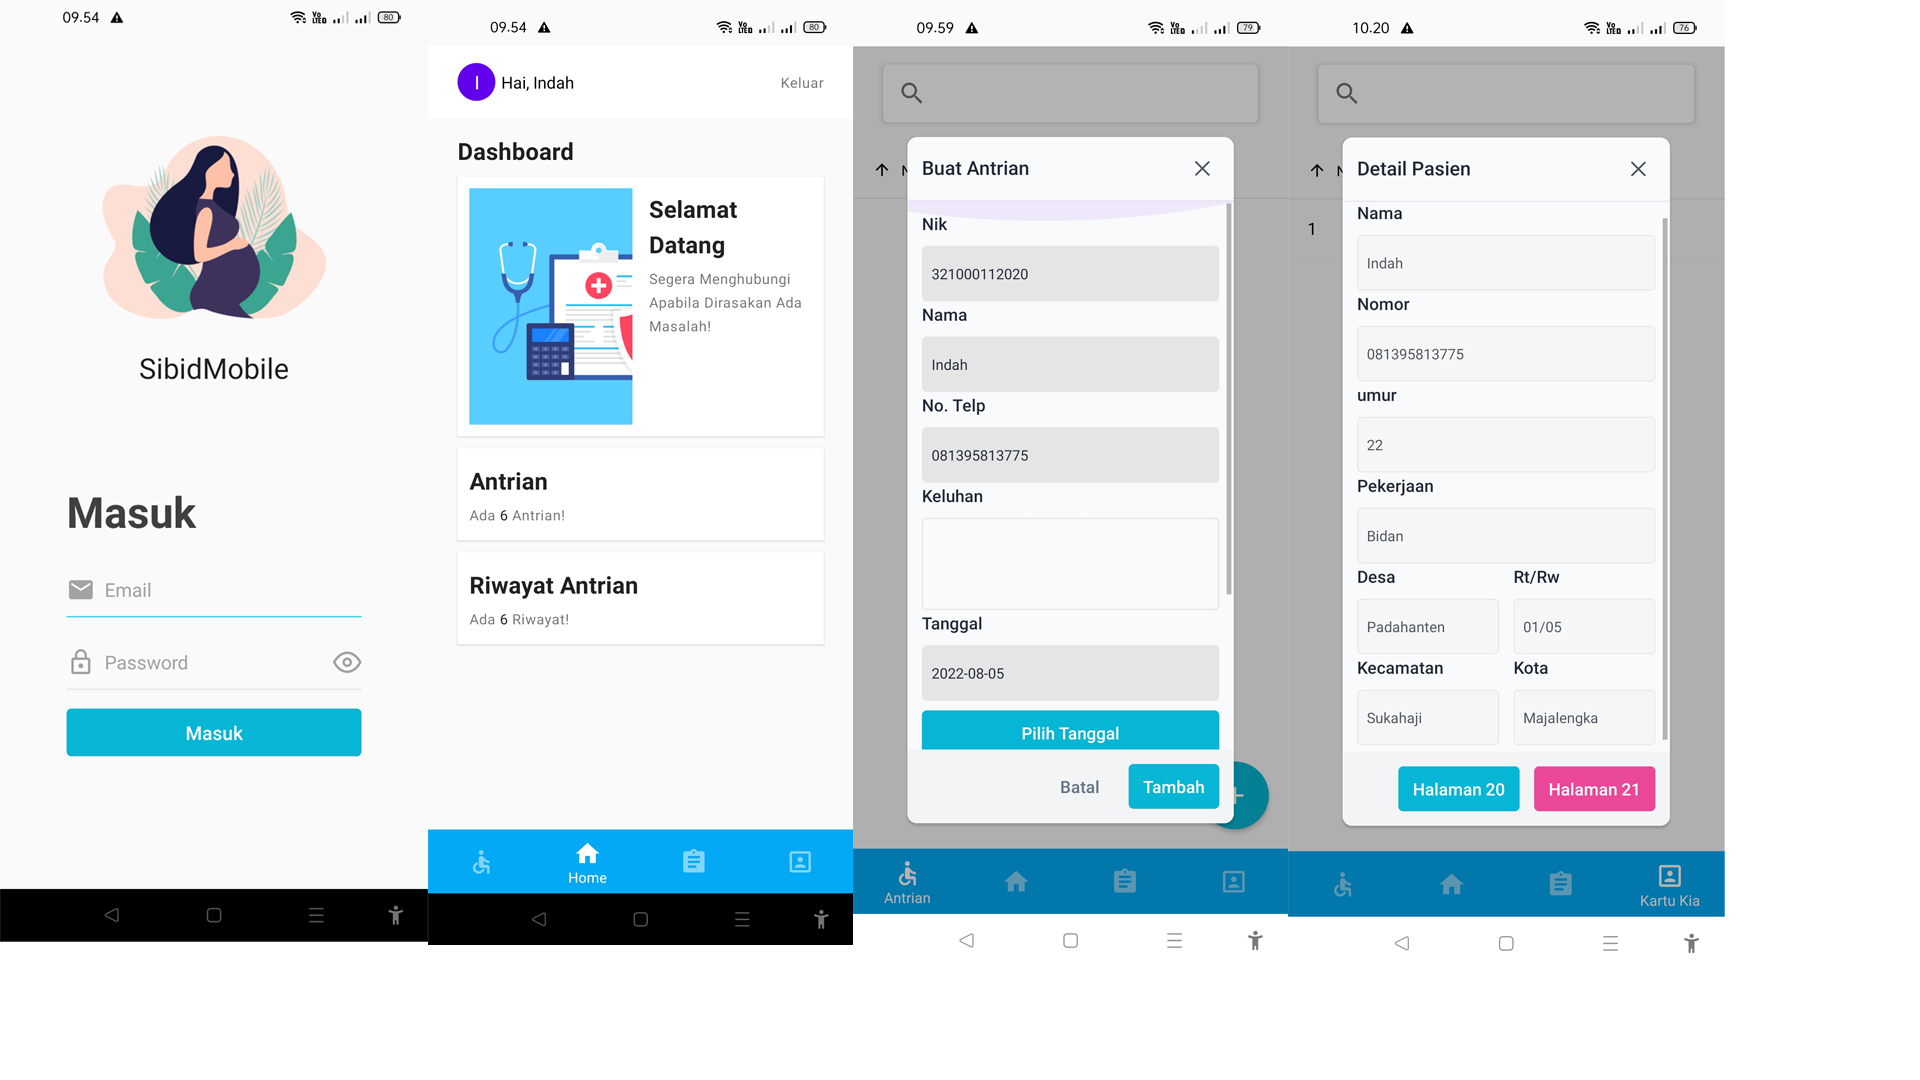 09.54
80
SibidMobile
Masuk
Email
Password
Masuk
09.54
80
I
Hai, Indah
Keluar
Dashboard
Selamat
Datang
Segera Menghubungi
Apabila Dirasakan Ada
Masalah!
Antrian
Ada 6 Antrian!
Riwayat Antrian
Ada 6 Riwayat!
Home
09.59
79
Buat Antrian
Nik
321000112020
Nama
Indah
No. Telp
081395813775
Keluhan
Tanggal
2022-08-05
Pilih Tanggal
Batal
Tambah
Antrian
10.20
76
1
Detail Pasien
Nama
Indah
Nomor
081395813775
umur
22
Pekerjaan
Bidan
Desa
Rt/Rw
Padahanten
01/05
Kecamatan
Kota
Sukahaji
Majalengka
Halaman 20
Halaman 21
Kartu Kia